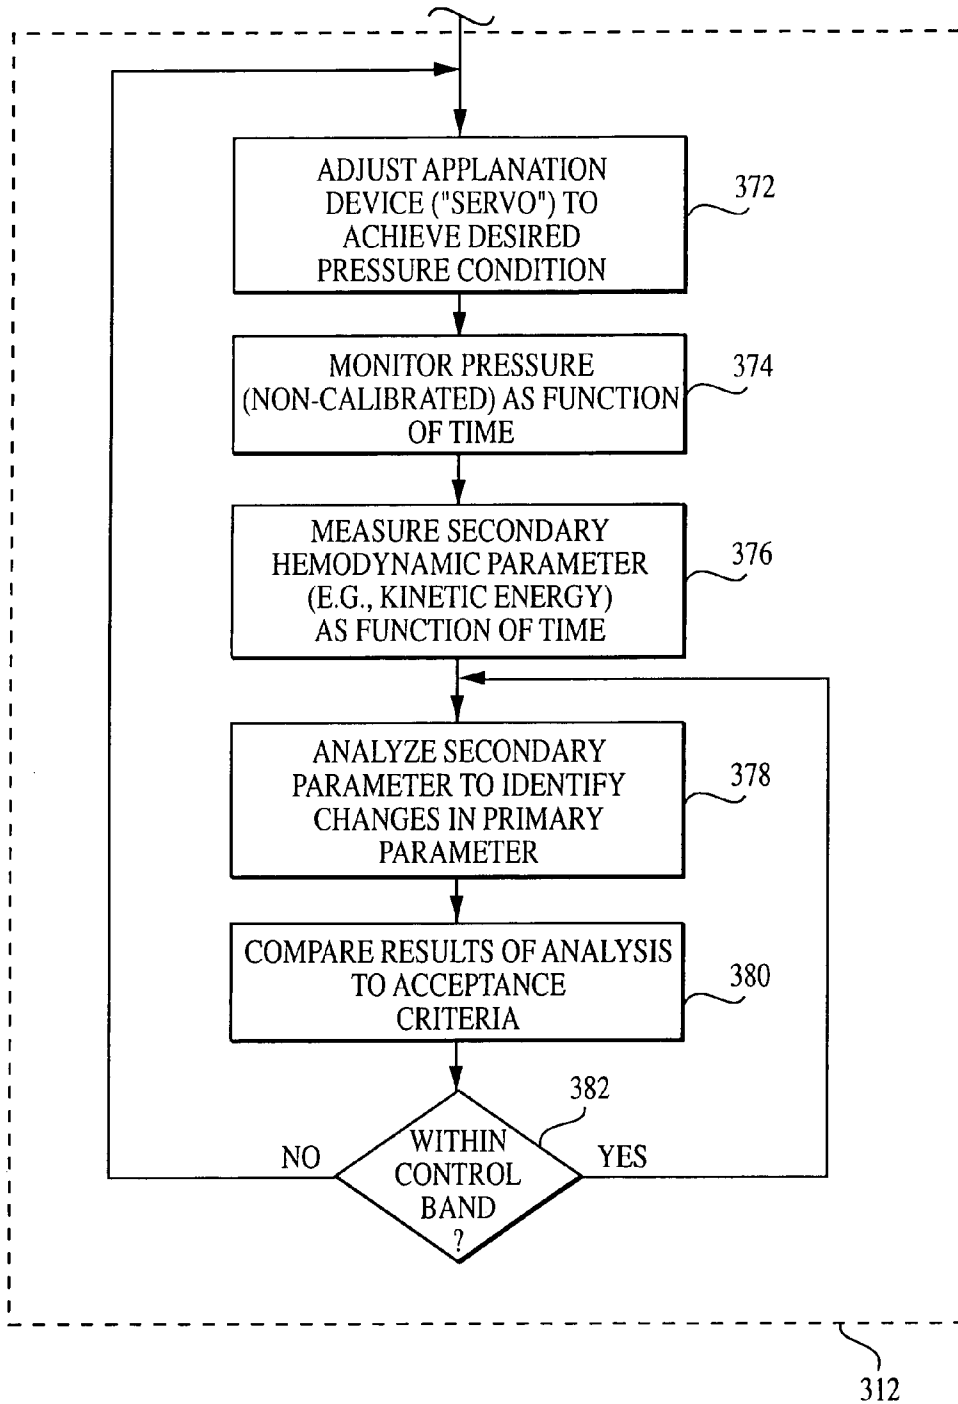 ADJUST APPLANATION
DEVICE ("SERVO") TO
ACHIEVE DESIRED
PRESSURE CONDITION
372
MONITOR PRESSURE
(NON-CALIBRATED) AS FUNCTION
OF TIME
374
MEASURE SECONDARY
HEMODYNAMIC PARAMETER
(E.G., KINETIC ENERGY)
AS FUNCTION OF TIME
376
ANALYZE SECONDARY
PARAMETER TO IDENTIFY
CHANGES IN PRIMARY
PARAMETER
378
COMPARE RESULTS OF ANALYSIS
TO ACCEPTANCE
CRITERIA
380
382
NO
WITHIN
CONTROL
BAND
?
YES
312